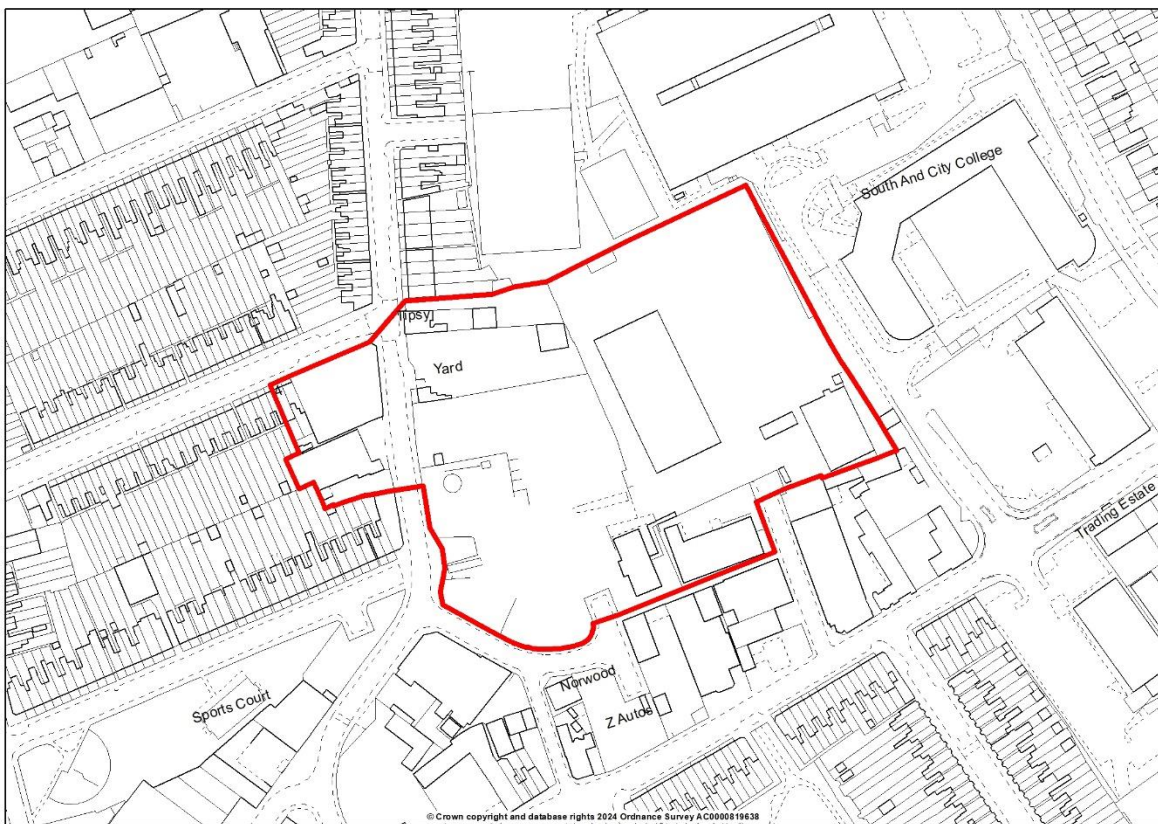 South And City College
Tipsy
Yard
Trading Estate
Norwood
Sports Court
Z Autos
© Crown copyright and database rights 2024 Ordnance Survey AC0000819638